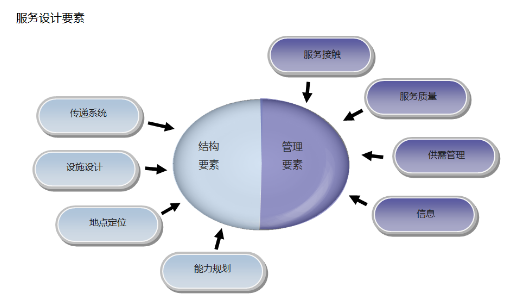 服务设计要素
服务接触
服务质量
传递系统
结构
要素
管理
要素
供需管理
设施设计
地点定位
信息
能力规划